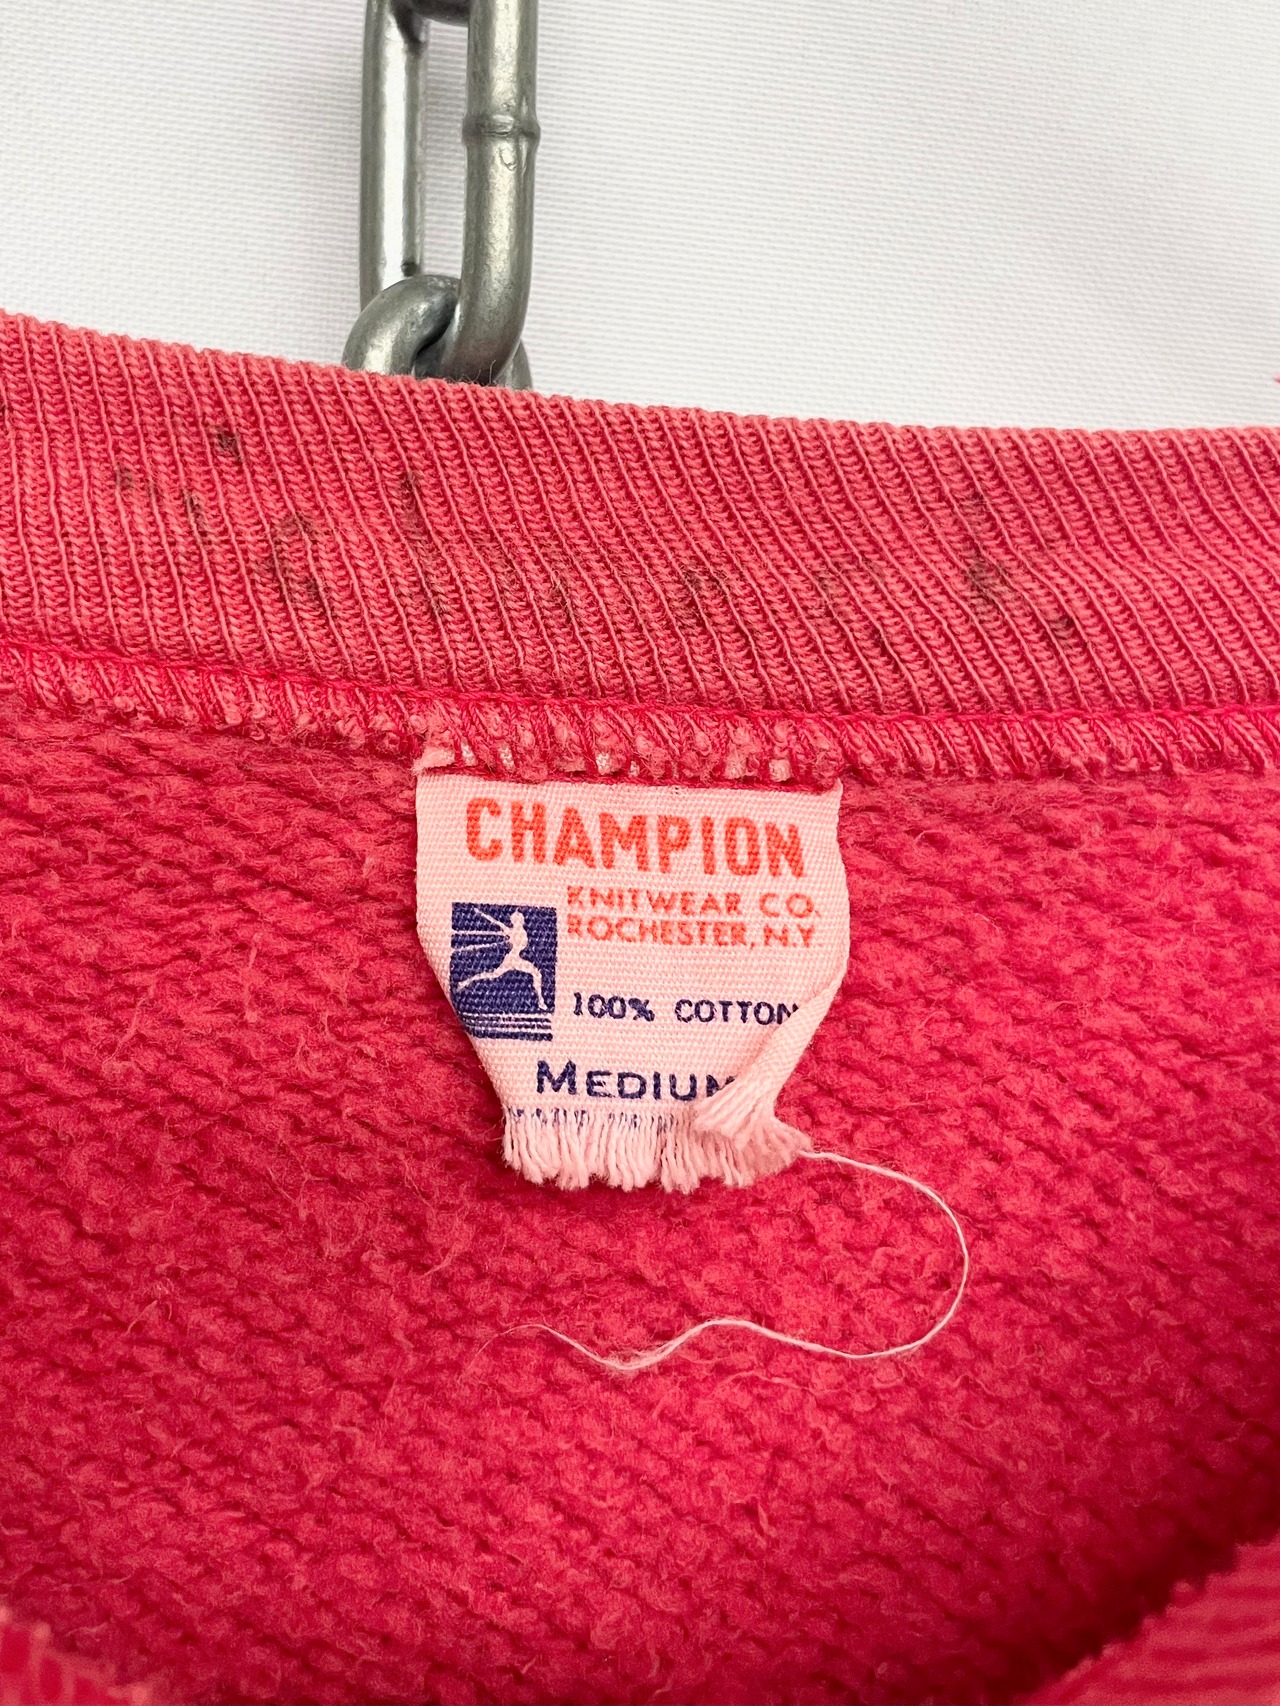 CHAMPION
KNITWEAR CO.
ROCHESTER, N.Y.
100% COTTON
MEDIUM